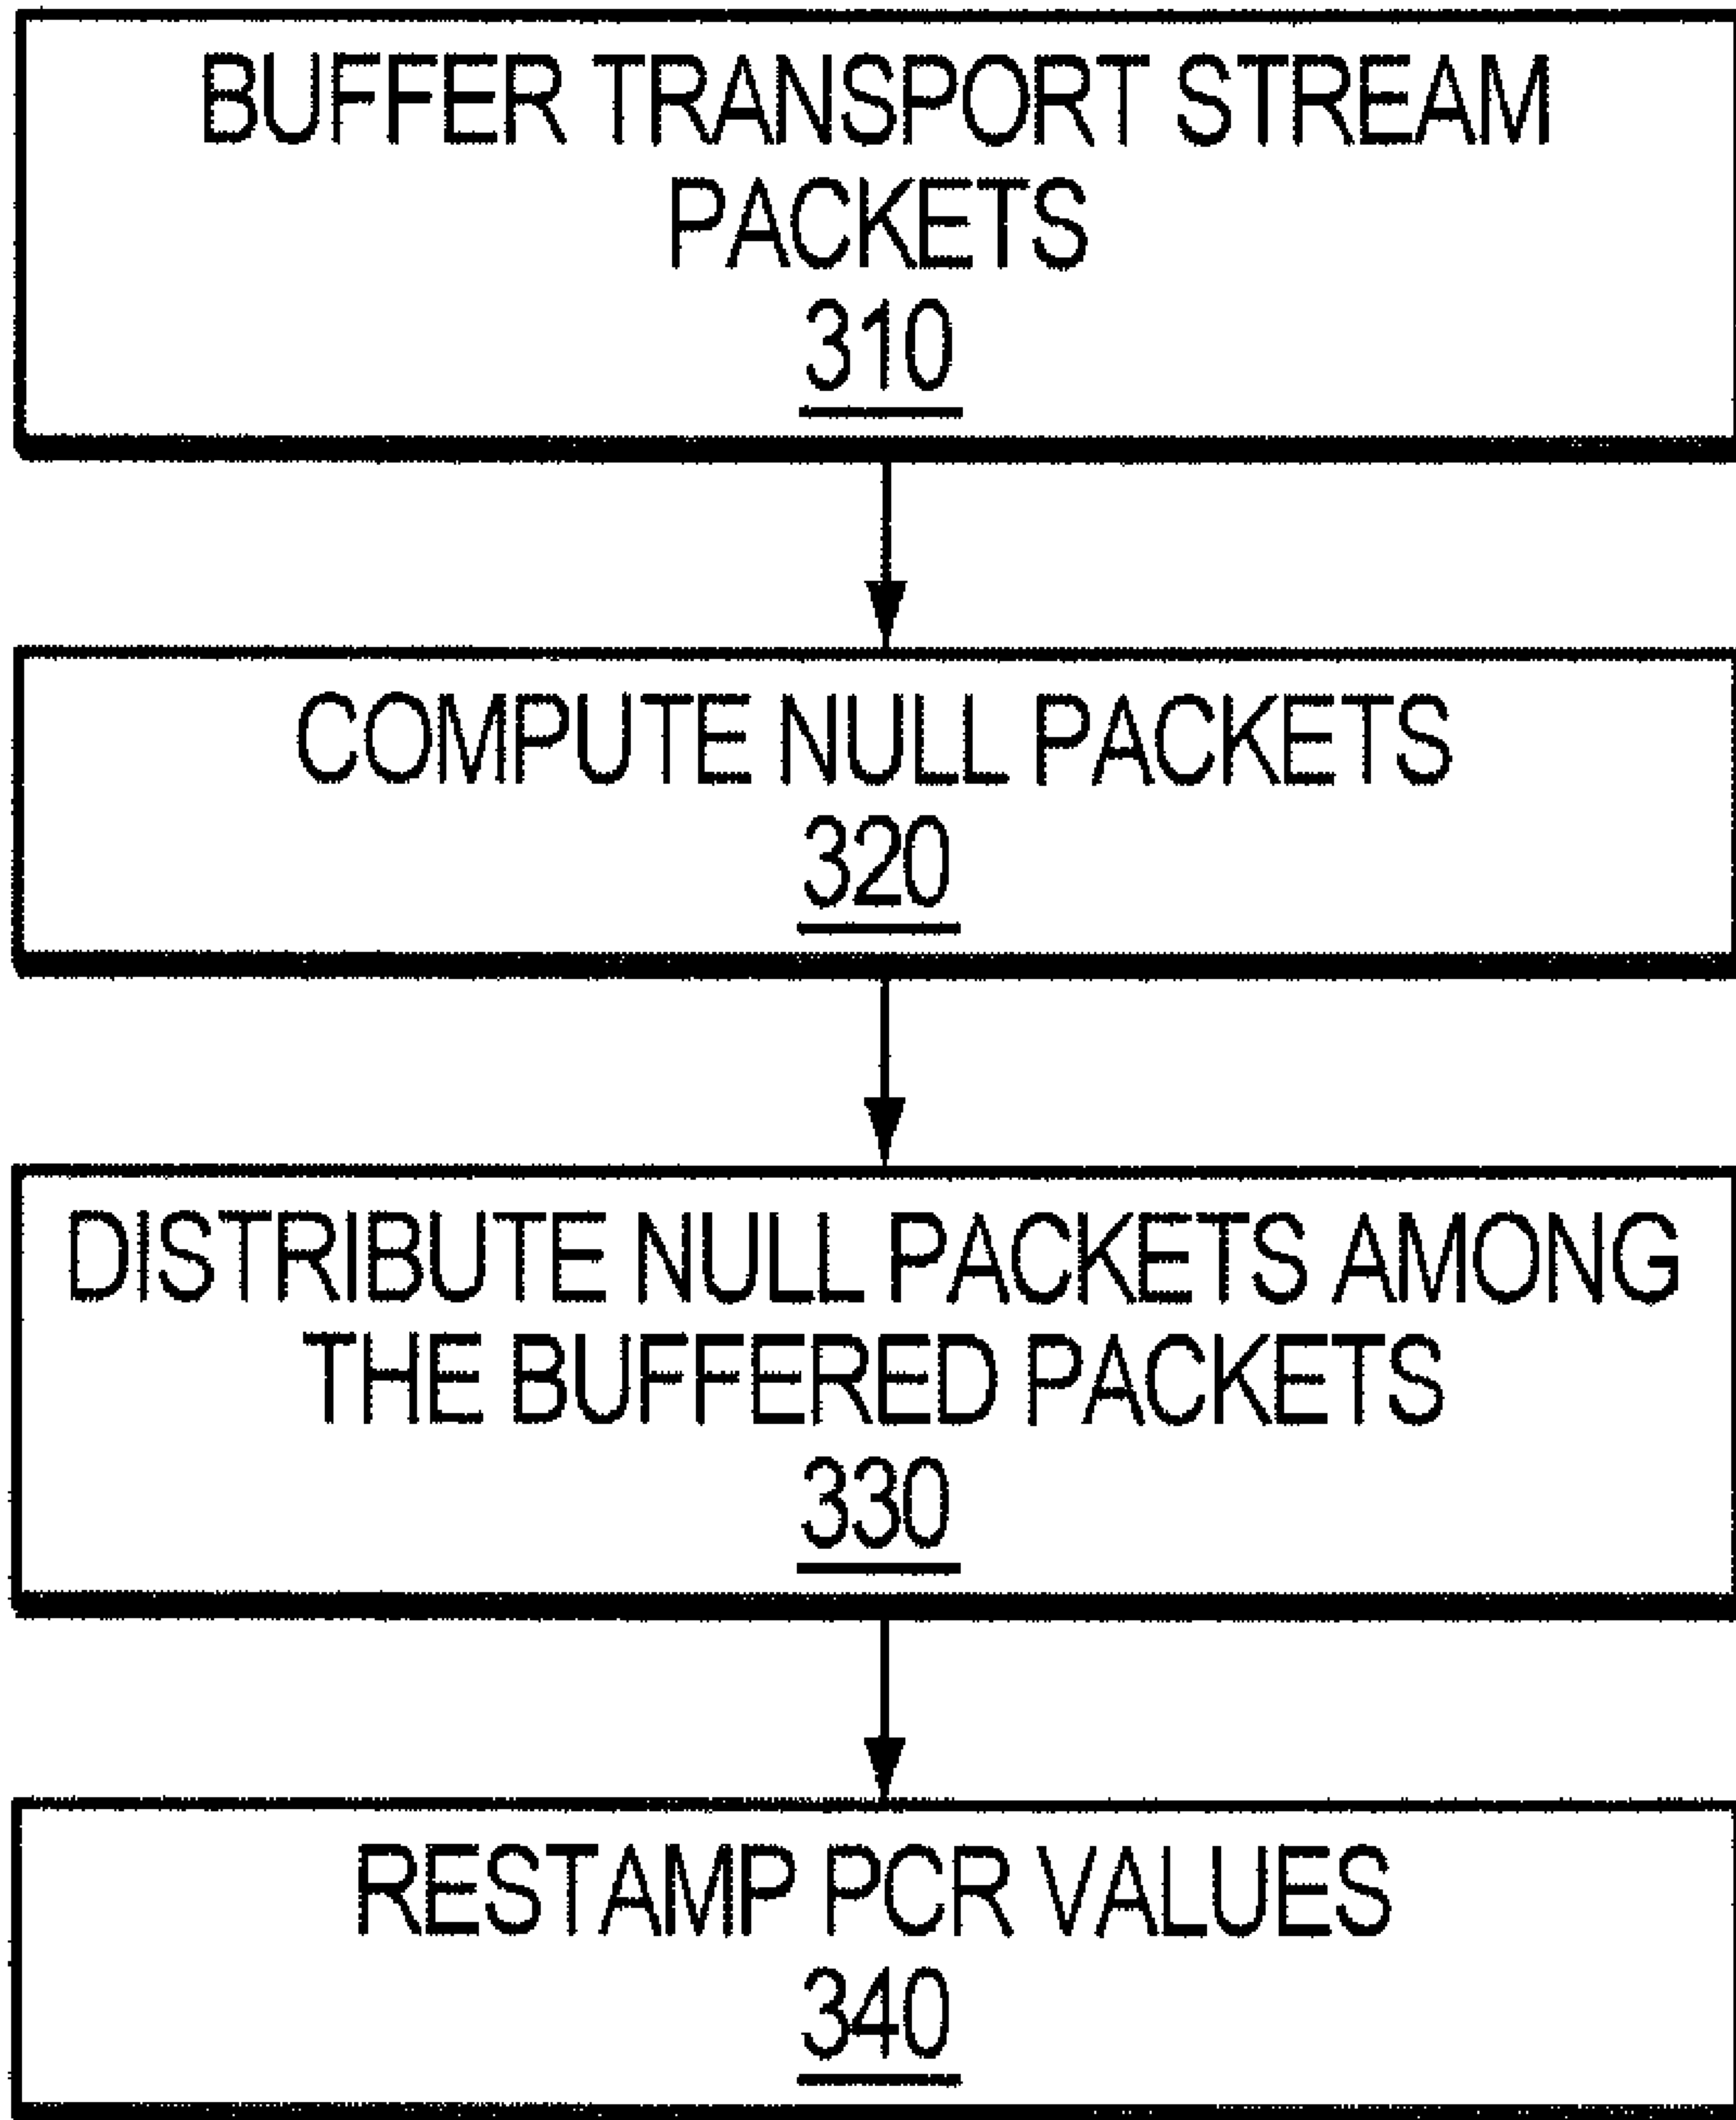 BUFFER TRANSPORT STREAM
PACKETS
310
COMPUTE NULL PACKETS
320
DISTRIBUTE NULL PACKETS AMONG
THE BUFFERED PACKETS
330
RESTAMP PCR VALUES
340